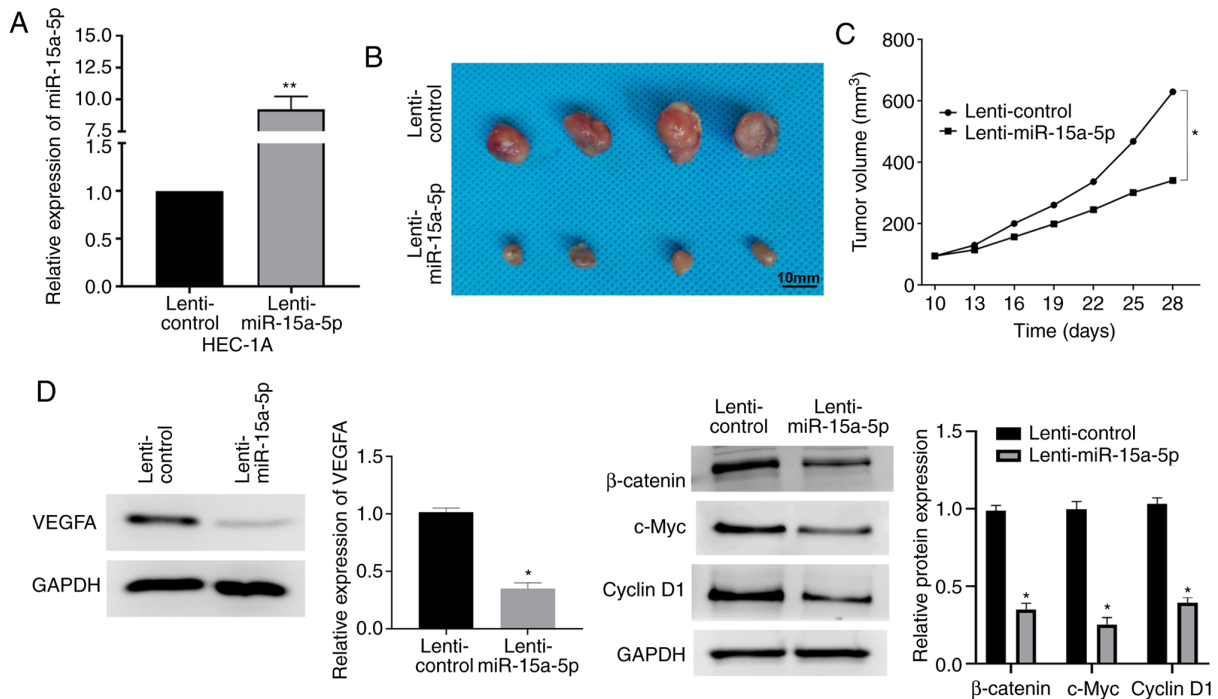 A
Relative expression of miR-15a-5p
15.0
12.5
10.0
7.5
1.5
1.0
0.5
0.0
**
Lenti-
control
Lenti-
miR-15a-5p
HEC-1A
B
Lenti-
control
Lenti-
miR-15a-5p
10mm
C
Tumor volume (mm3)
800
600
400
200
0
Lenti-control
Lenti-miR-15a-5p
*
10 13 16 19 22 25 28
Time (days)
D
Lenti-
control
Lenti-
miR-15a-5p
VEGFA
GAPDH
Relative expression of VEGFA
1.5
1.0
0.5
0.0
*
Lenti-
control
Lenti-
miR-15a-5p
Lenti-
control
Lenti-
miR-15a-5p
β-catenin
c-Myc
Cyclin D1
GAPDH
Relative protein expression
1.5
1.0
0.5
0.0
Lenti-control
Lenti-miR-15a-5p
*
*
*
β-catenin c-Myc Cyclin D1